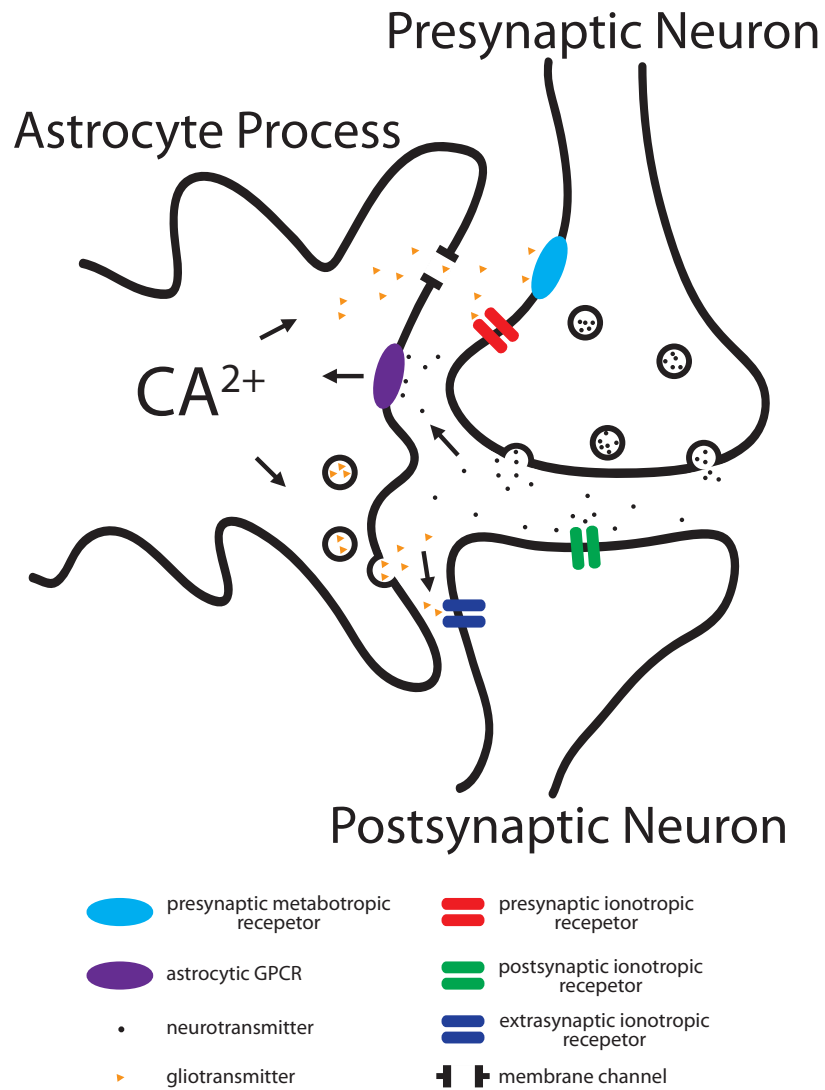 Presynaptic Neuron
Astrocyte Process
CA2+
Postsynaptic Neuron
presynaptic metabotropic
recepetor
presynaptic ionotropic
recepetor
astrocytic GPCR
postsynaptic ionotropic
recepetor
neurotransmitter
extrasynaptic ionotropic
recepetor
gliotransmitter
membrane channel